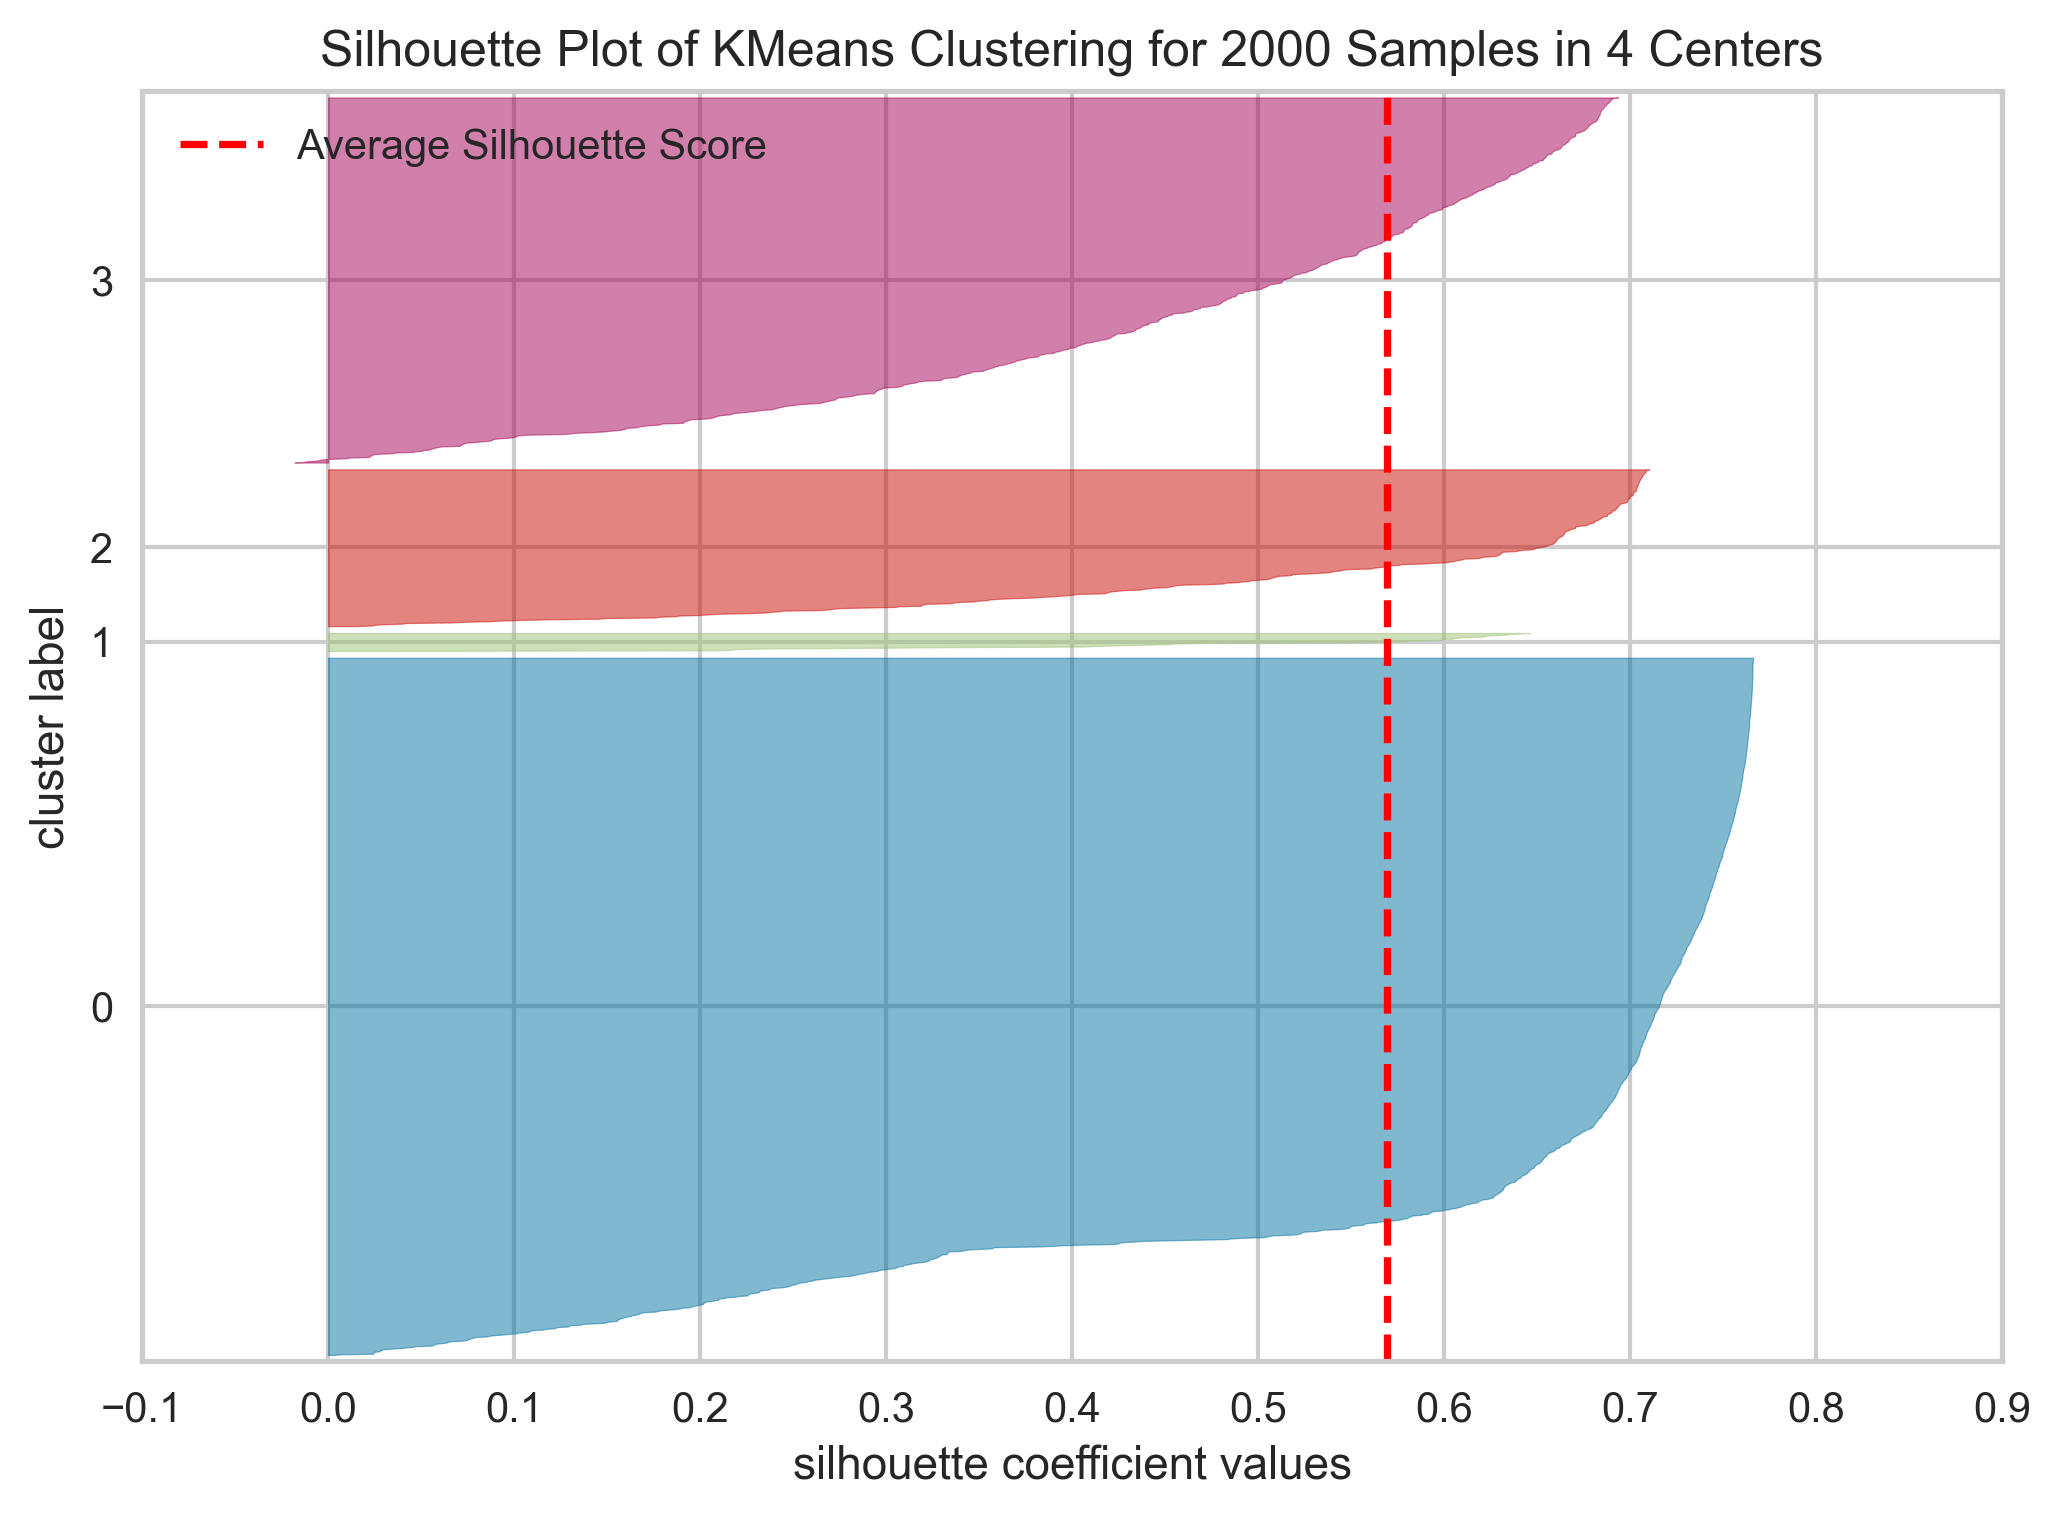 Silhouette Plot of KMeans Clustering for 2000 Samples in 4 Centers
Average Silhouette Score
3
2
1
0
cluster label
−0.1 0.0 0.1 0.2 0.3 0.4 0.5 0.6 0.7 0.8 0.9
silhouette coefficient values